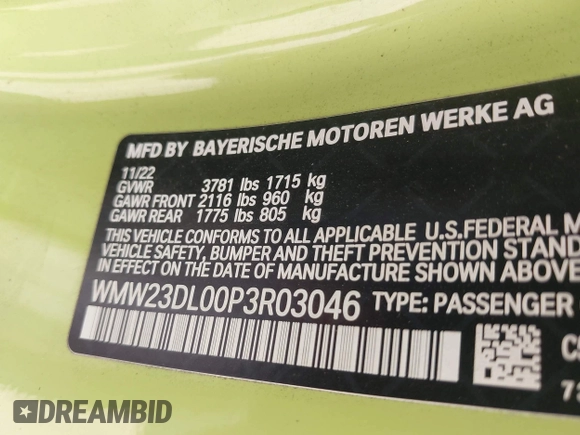 MFD BY BAYERISCHE MOTOREN WERKE AG
11/22
GVWR 3781 lbs 1715 kg
GAWR FRONT 2116 lbs 960 kg
GAWR REAR 1775 lbs 805 kg
THIS VEHICLE CONFORMS TO ALL APPLICABLE U.S.FEDERAL M
VEHICLE SAFETY, BUMPER AND THEFT PREVENTION STANDA
IN EFFECT ON THE DATE OF MANUFACTURE SHOWN ABOVE.
WMW23DL00P3R03046 TYPE: PASSENGER
DREAMBID